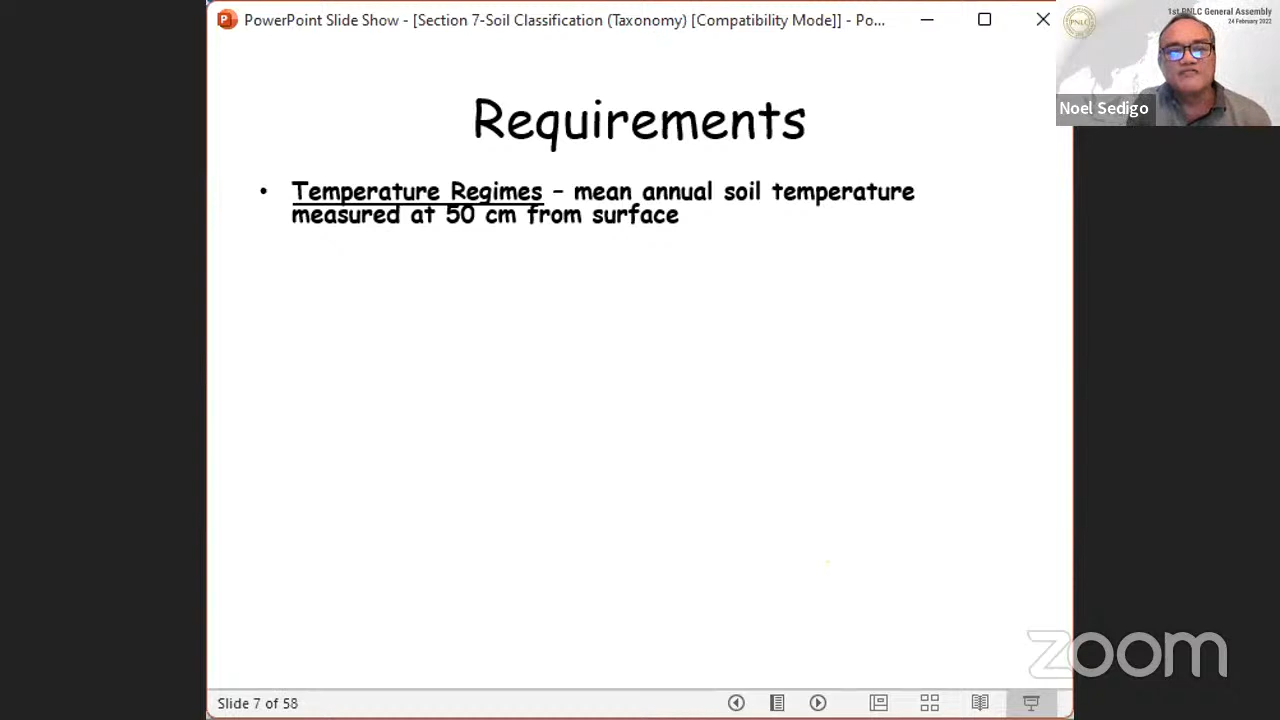 PowerPoint Slide Show - [Section 7-Soil Classification (Taxonomy) [Compatibility Mode]] - Po...
1st PNLC General Assembly
24 February 2022
PNLC
Noel Sedigo
Requirements
• Temperature Regimes – mean annual soil temperature
measured at 50 cm from surface
zoom
Slide 7 of 58